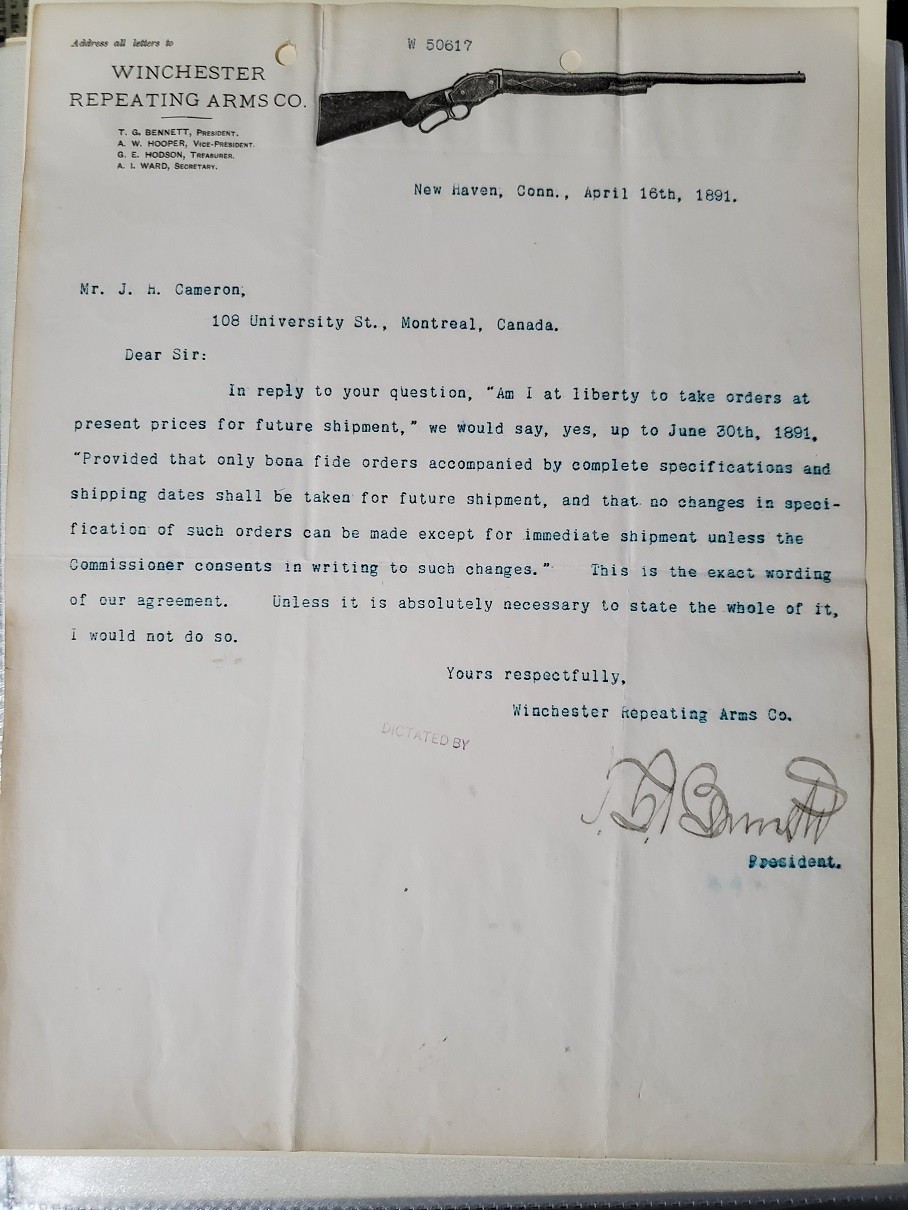 Address all letters to
W 50617
WINCHESTER
REPEATING ARMS CO.
T. G. BENNETT, PRESIDENT.
A. W. HOOPER, VICE-PRESIDENT.
G. E. HODSON, TREASURER.
A. I. WARD, SECRETARY.
New Haven, Conn., April 16th, 1891.
Mr. J. H. Cameron,
108 University St., Montreal, Canada.
Dear Sir:
In reply to your question, "Am I at liberty to take orders at
present prices for future shipment," we would say, yes, up to June 30th, 1891.
"Provided that only bona fide orders accompanied by complete specifications and
shipping dates shall be taken for future shipment, and that no changes in speci-
fication of such orders can be made except for immediate shipment unless the
Commissioner consents in writing to such changes." This is the exact wording
of our agreement. Unless it is absolutely necessary to state the whole of it,
I would not do so.
Yours respectfully,
Winchester Repeating Arms Co.
DICTATED BY
T. G. Bennett
President.